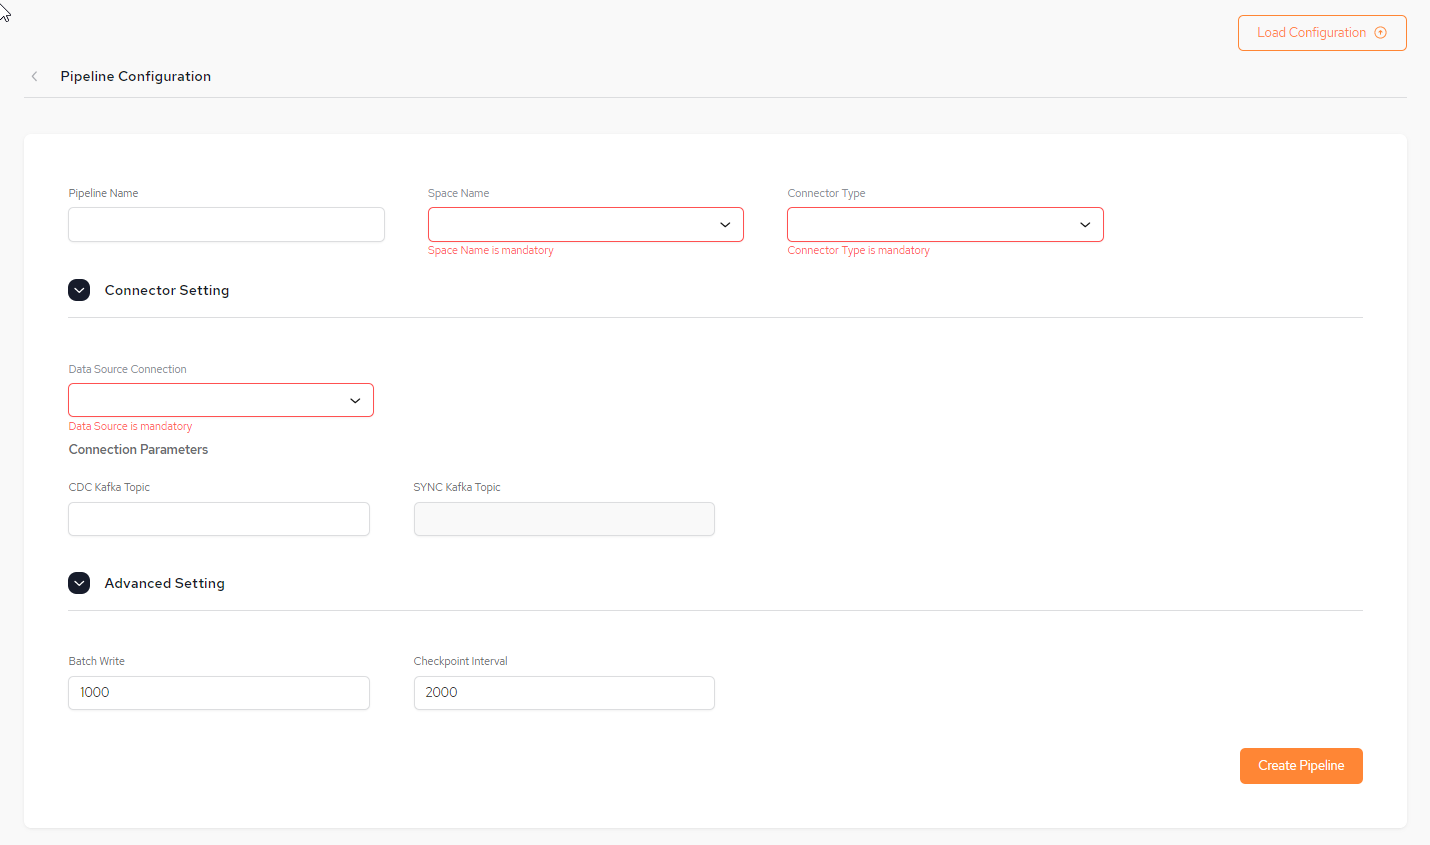 Load Configuration
Pipeline Configuration
Pipeline Name
Space Name
Connector Type
Space Name is mandatory
Connector Type is mandatory
Connector Setting
Data Source Connection
Data Source is mandatory
Connection Parameters
CDC Kafka Topic
SYNC Kafka Topic
Advanced Setting
Batch Write
Checkpoint Interval
1000
2000
Create Pipeline